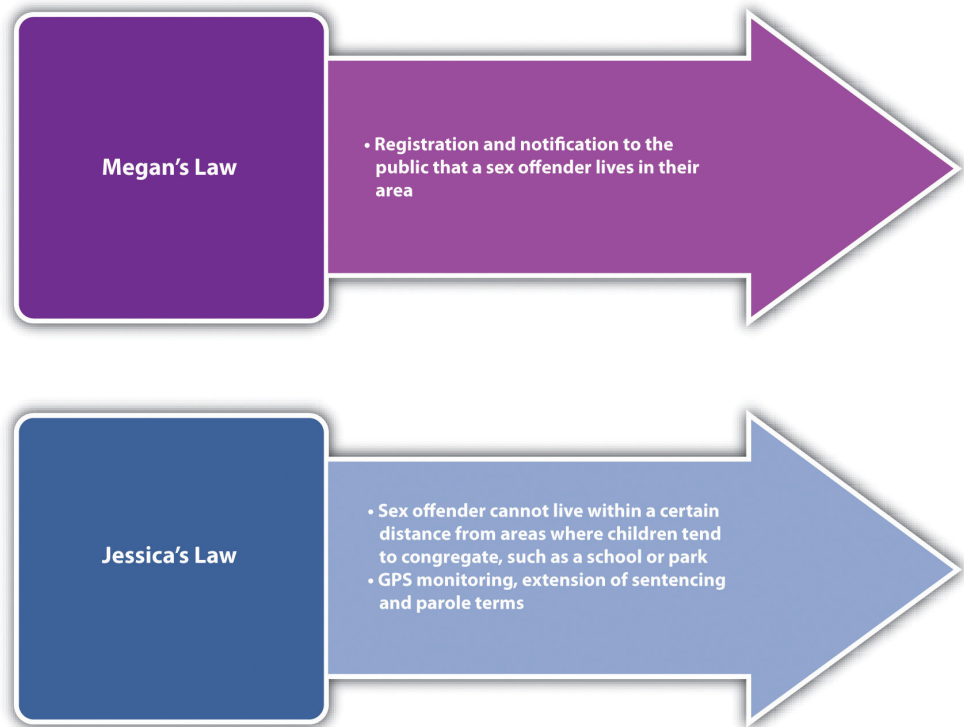 Megan’s Law
• Registration and notification to the
public that a sex offender lives in their
area
Jessica’s Law
• Sex offender cannot live within a certain
distance from areas where children tend
to congregate, such as a school or park
• GPS monitoring, extension of sentencing
and parole terms